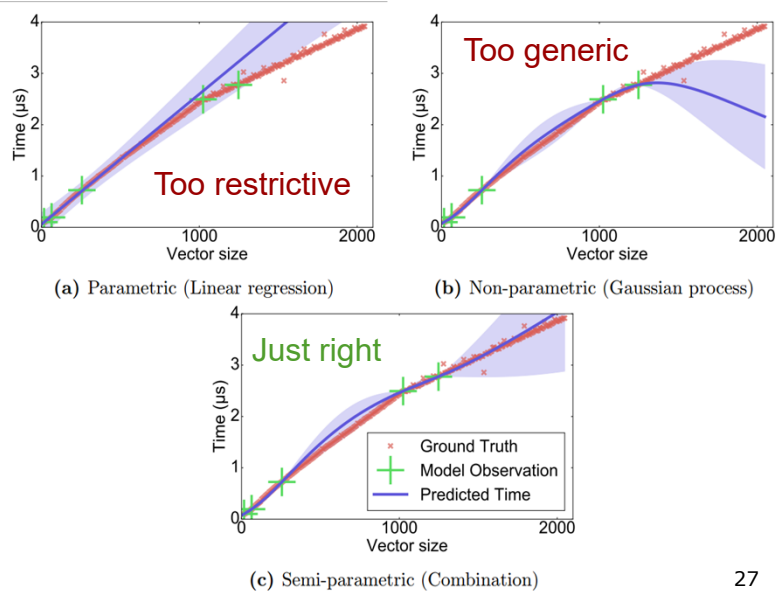 4
3
2
1
0
Time (μs)
Too restrictive
0
1000
2000
Vector size
(a) Parametric (Linear regression)
4
3
2
1
0
Time (μs)
Too generic
0
1000
2000
Vector size
(b) Non-parametric (Gaussian process)
4
3
2
1
0
Time (μs)
Just right
Ground Truth
Model Observation
Predicted Time
0
1000
2000
Vector size
(c) Semi-parametric (Combination)
27